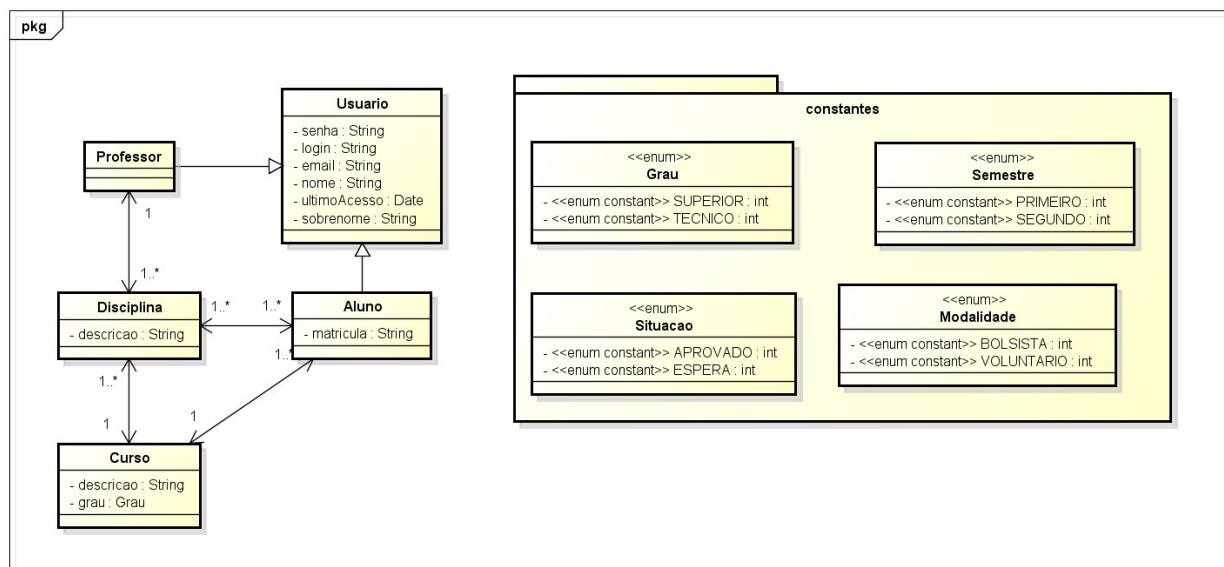 pkg
Usuario
- senha : String
- login : String
- email : String
- nome : String
- ultimoAcesso : Date
- sobrenome : String
Professor
1
1..*
Disciplina
- descricao : String
1..*
1..*
Aluno
- matricula : String
1..*
1..*
1
1
Curso
- descricao : String
- grau : Grau
constantes
<<enum>>
Grau
- <<enum constant>> SUPERIOR : int
- <<enum constant>> TECNICO : int
<<enum>>
Semestre
- <<enum constant>> PRIMEIRO : int
- <<enum constant>> SEGUNDO : int
<<enum>>
Situacao
- <<enum constant>> APROVADO : int
- <<enum constant>> ESPERA : int
<<enum>>
Modalidade
- <<enum constant>> BOLSISTA : int
- <<enum constant>> VOLUNTARIO : int